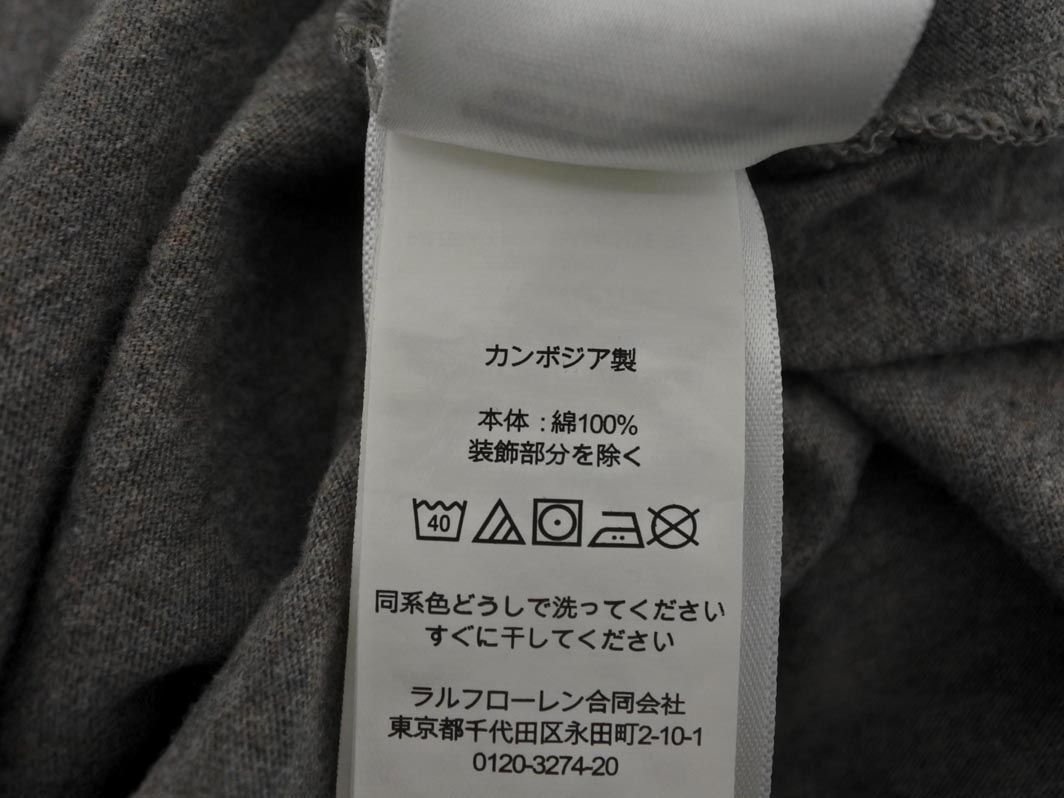 カンボジア製
本体 : 綿100%
装飾部分を除く
40
同系色どうしで洗ってください
すぐに干してください
ラルフローレン合同会社
東京都千代田区永田町2-10-1
0120-3274-20